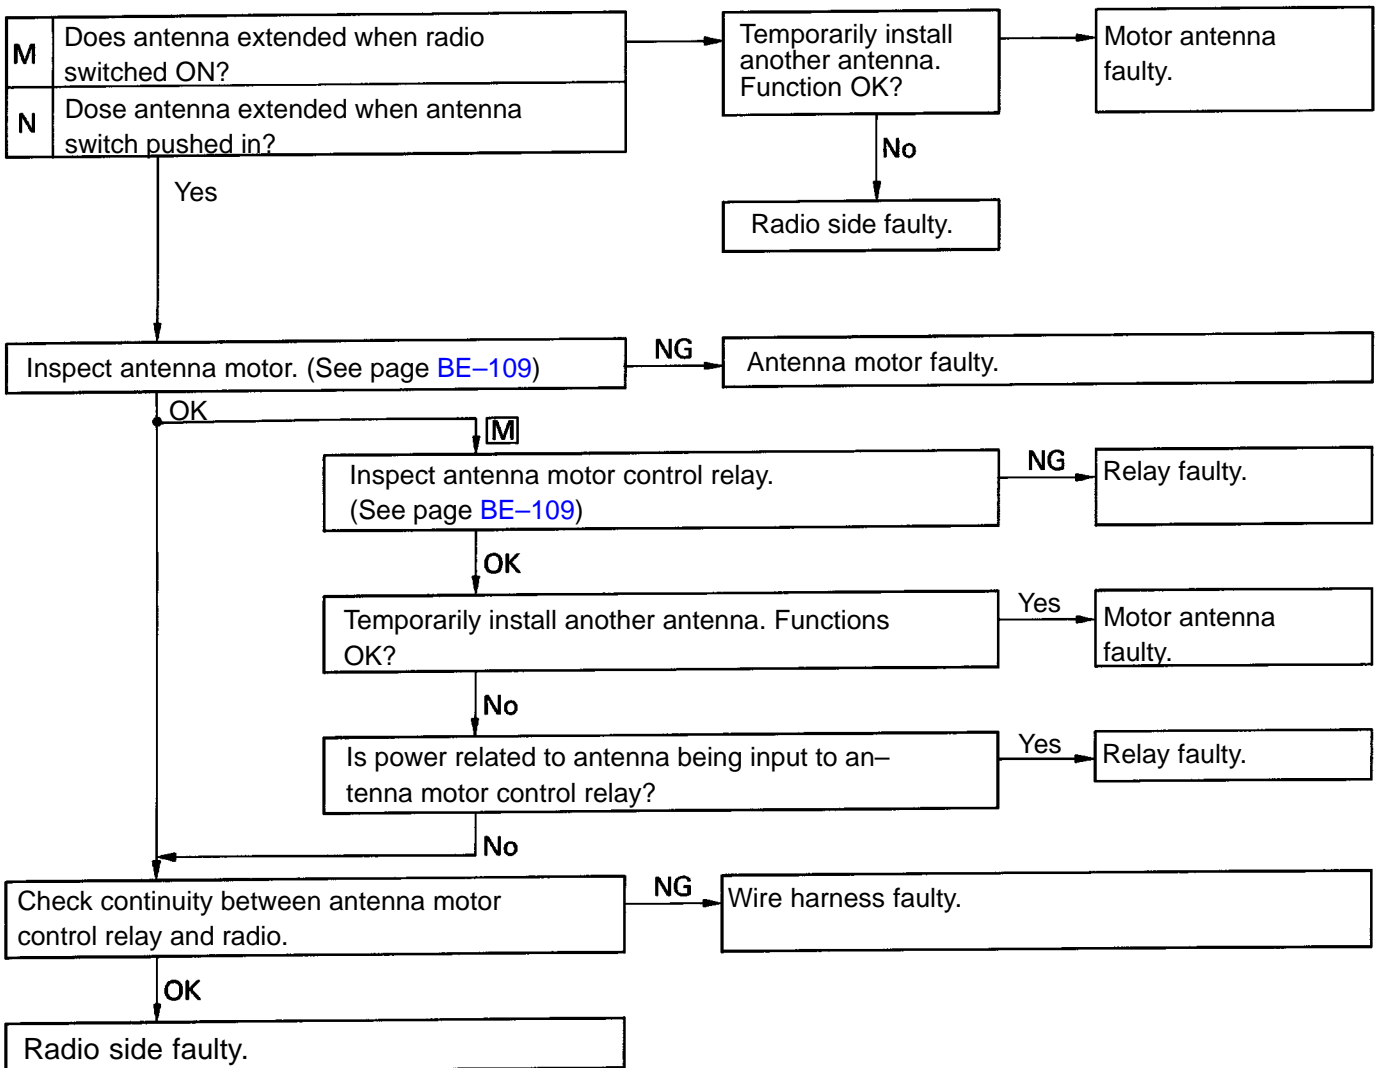 M
Does antenna extended when radio
switched ON?
N
Dose antenna extended when antenna
switch pushed in?
Temporarily install
another antenna.
Function OK?
Motor antenna
faulty.
No
Radio side faulty.
Yes
Inspect antenna motor. (See page BE–109)
NG
Antenna motor faulty.
OK
M
Inspect antenna motor control relay.
(See page BE–109)
NG
Relay faulty.
OK
Temporarily install another antenna. Functions
OK?
Yes
Motor antenna
faulty.
No
Is power related to antenna being input to an–
tenna motor control relay?
Yes
Relay faulty.
No
Check continuity between antenna motor
control relay and radio.
NG
Wire harness faulty.
OK
Radio side faulty.